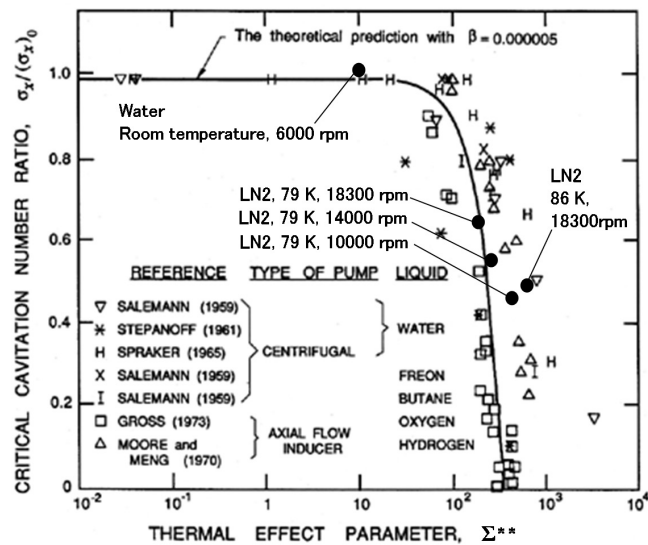 The theoretical prediction with β=0.000005
CRITICAL CAVITATION NUMBER RATIO, σx/(σx)0
1.0
0.8
0.6
0.4
0.2
0
Water
Room temperature, 6000 rpm
LN2, 79 K, 18300 rpm
LN2, 79 K, 14000 rpm
LN2, 79 K, 10000 rpm
LN2
86 K,
18300rpm
REFERENCE TYPE OF PUMP LIQUID
▽ SALEMANN (1959)
✳ STEPANOFF (1961)
H SPRAKER (1965)
X SALEMANN (1959)
I SALEMANN (1959)
□ GROSS (1973)
△ MOORE and
MENG (1970)
CENTRIFUGAL
AXIAL FLOW
INDUCER
WATER
FREON
BUTANE
OXYGEN
HYDROGEN
10⁻² 10⁻¹ 1 10 10² 10³ 10⁴
THERMAL EFFECT PARAMETER, Σ**